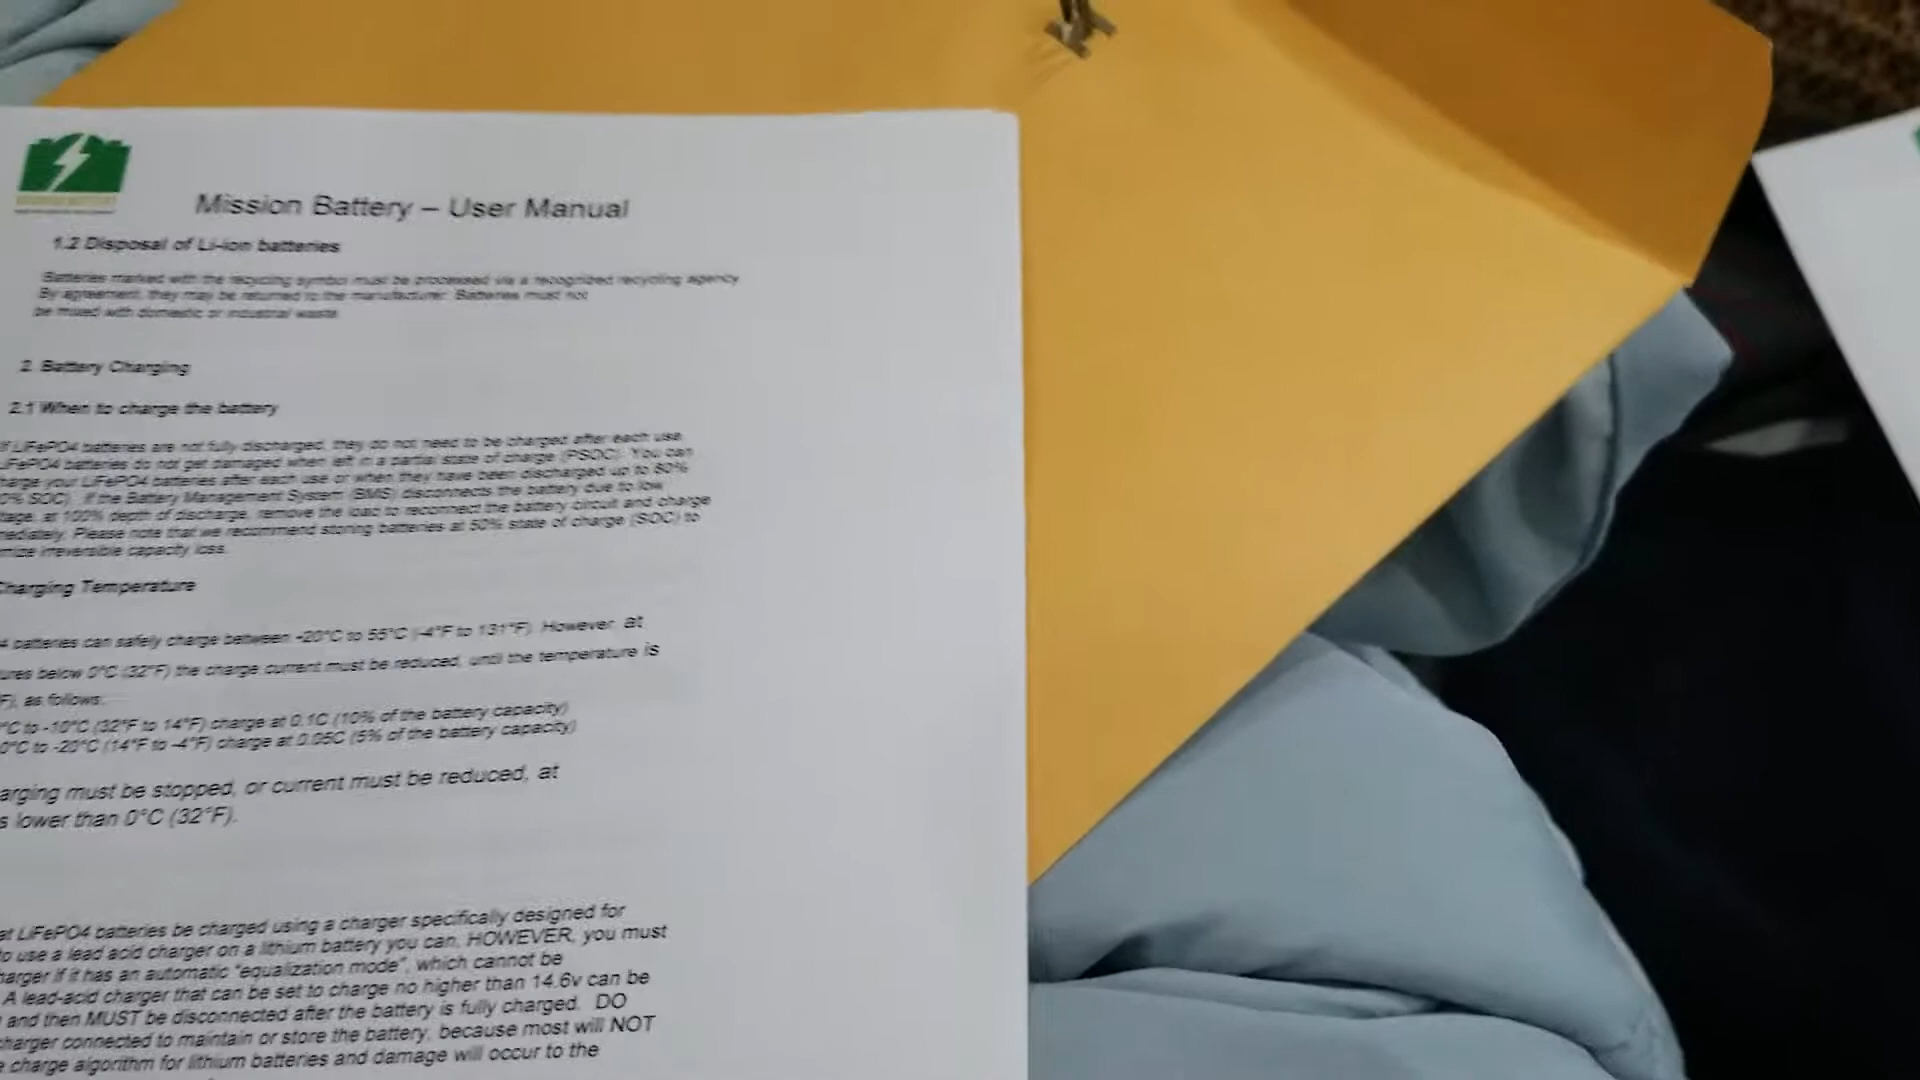 Mission Battery – User Manual
1.2 Disposal of Li-ion batteries
Batteries marked with the recycling symbol must be processed via a recognized recycling agency.
By agreement, they may be returned to the manufacturer. Batteries must not
be mixed with domestic or industrial waste.
2. Battery Charging
2.1 When to charge the battery
If LiFePO4 batteries are not fully discharged, they do not need to be charged after each use.
LiFePO4 batteries do not get damaged when left in a partial state of charge (PSOC). You can
harge your LiFePO4 batteries after each use or when they have been discharged up to 80%
0% SOC). If the Battery Management System (BMS) disconnects the battery due to low
tage, at 100% depth of discharge, remove the load to reconnect the battery circuit and charge
mediately. Please note that we recommend storing batteries at 50% state of charge (SOC) to
mize irreversible capacity loss.
Charging Temperature
4 batteries can safely charge between -20°C to 55°C (-4°F to 131°F). However at
ures below 0°C (32°F) the charge current must be reduced, until the temperature is
F), as follows:
°C to -10°C (32°F to 14°F) charge at 0.1C (10% of the battery capacity)
0°C to -20°C (14°F to -4°F) charge at 0.05C (5% of the battery capacity)
arging must be stopped, or current must be reduced, at
s lower than 0°C (32°F).
at LiFePO4 batteries be charged using a charger specifically designed for
to use a lead acid charger on a lithium battery you can, HOWEVER, you must
harger if it has an automatic "equalization mode", which cannot be
A lead-acid charger that can be set to charge no higher than 14.6v can be
and then MUST be disconnected after the battery is fully charged. DO
charger connected to maintain or store the battery, because most will NOT
e charge algorithm for lithium batteries and damage will occur to the